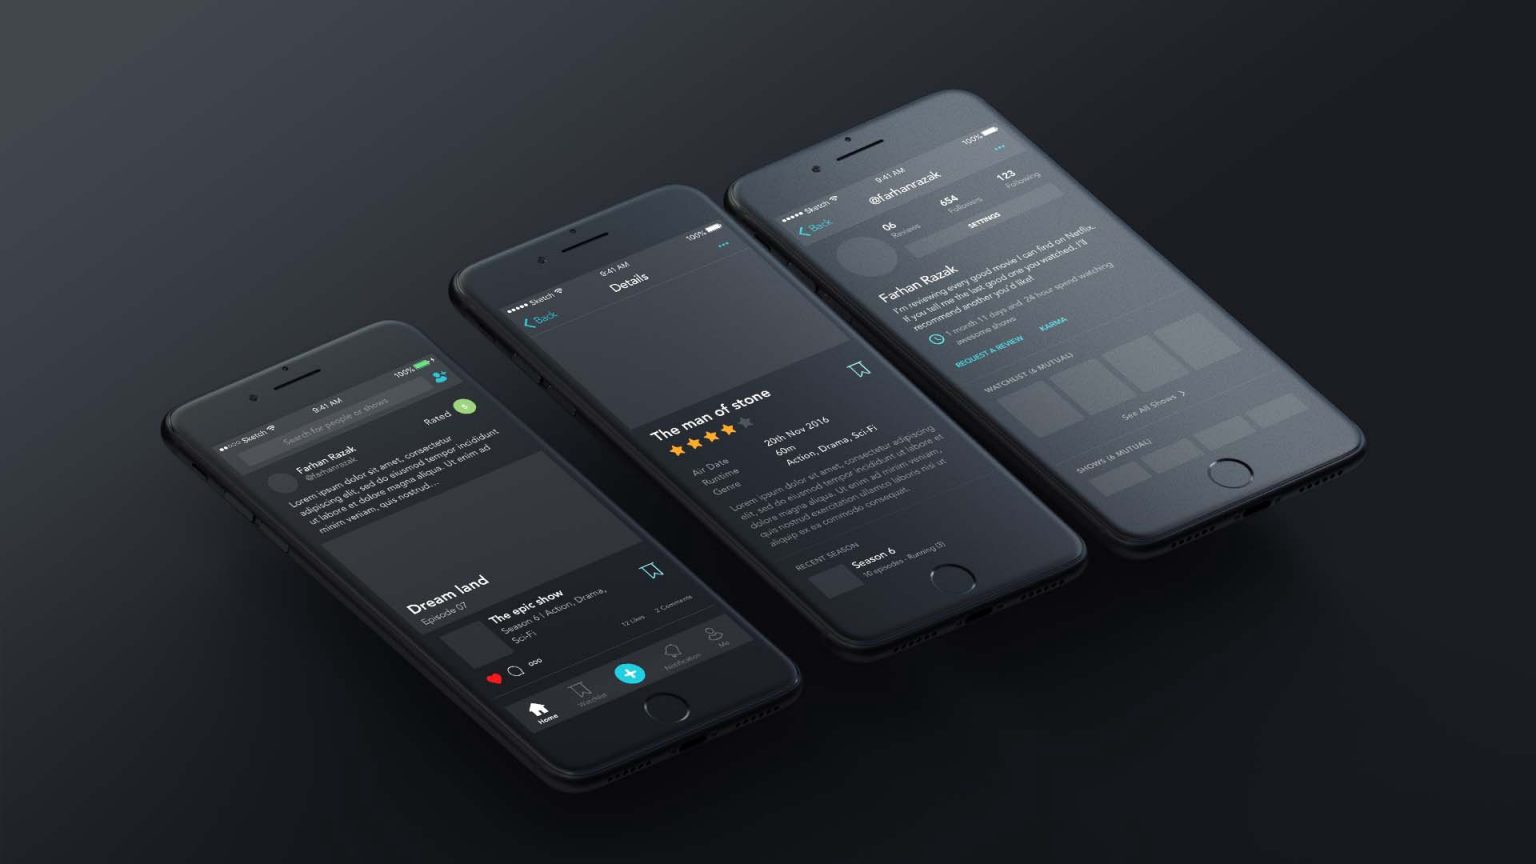 Sketch
9:41 AM
100%
Search for people or shows
Farhan Razak
@farhanrazak
Rated
5
Lorem ipsum dolor sit amet, consectetur
adipiscing elit, sed do eiusmod tempor incididunt
ut labore et dolore magna aliqua. Ut enim ad
minim veniam, quis nostrud...
Dream land
Episode 07
The epic show
Season 6 | Action, Drama,
Sci-Fi
12 Likes
2 Comments
Home
Watchlist
Notification
Me
Sketch
9:41 AM
100%
Back
Details
The man of stone
Air Date
20th Nov 2016
Runtime
60m
Genre
Action, Drama, Sci-Fi
Lorem ipsum dolor sit amet, consectetur adipiscing
elit, sed do eiusmod tempor incididunt ut labore et
dolore magna aliqua. Ut enim ad minim veniam,
quis nostrud exercitation ullamco laboris nisi ut
aliquip ex ea commodo consequat.
RECENT SEASON
Season 6
10 episodes - Running (3)
Sketch
9:41 AM
100%
Back
@farhanrazak
06
Reviews
654
Followers
123
Following
SETTINGS
Farhan Razak
I'm reviewing every good movie I can find on Netflix.
If you tell me the last good one you watched. I'll
recommend another you'd like!
1 month 11 days and 24 hour spend watching
awesome shows
REQUEST A REVIEW
KARMA
WATCHLIST (6 MUTUAL)
See All Shows
SHOWS (6 MUTUAL)